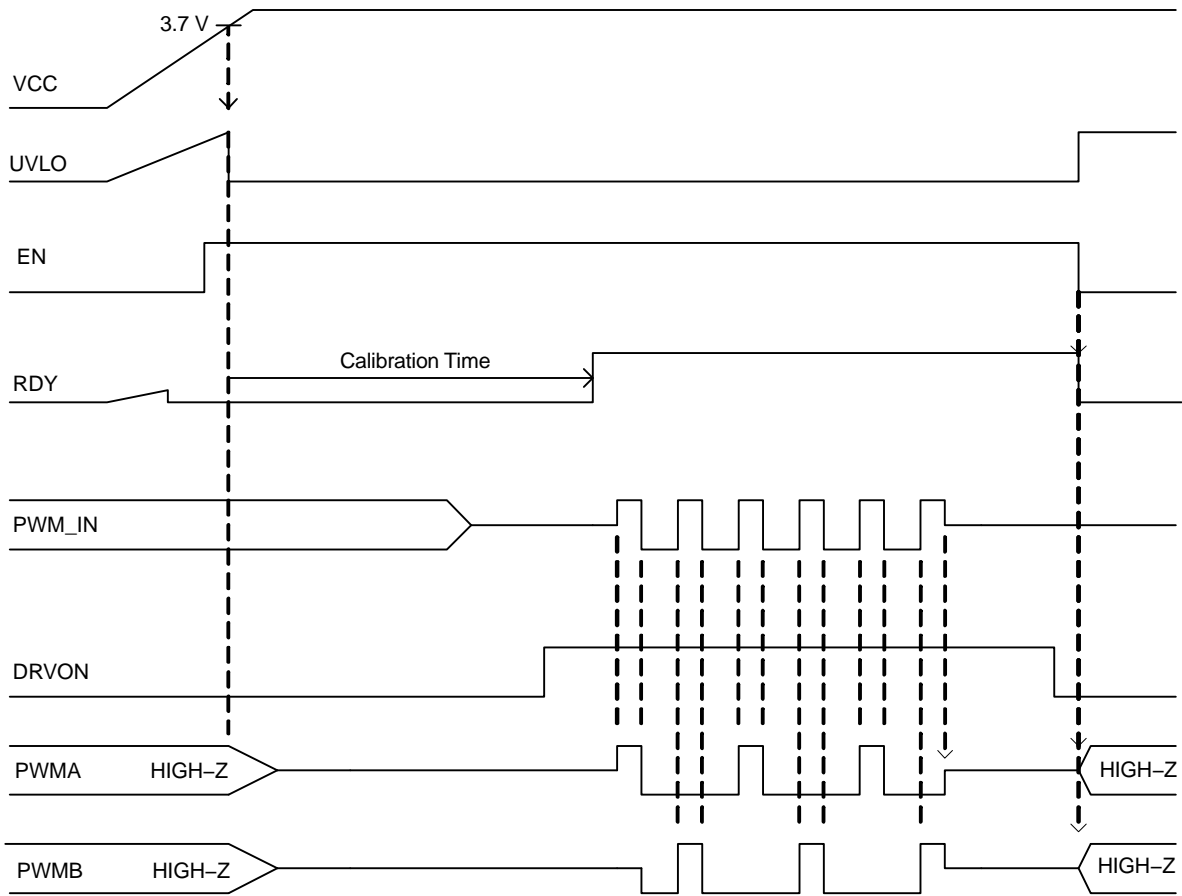 3.7 V
VCC
UVLO
EN
Calibration Time
RDY
PWM_IN
DRVON
PWMA HIGH–Z HIGH–Z
PWMB HIGH–Z HIGH–Z